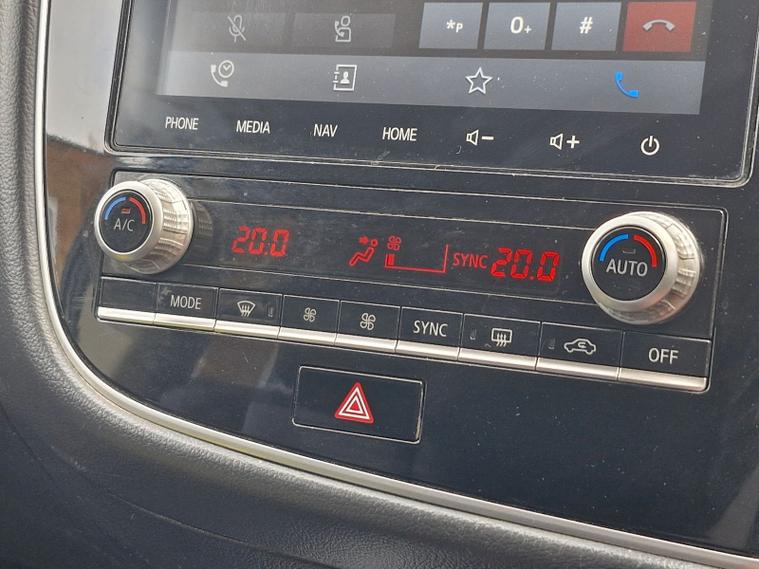 *P 0+ #
PHONE MEDIA NAV HOME - +
A/C 20.0 SYNC 20.0 AUTO
MODE SYNC OFF